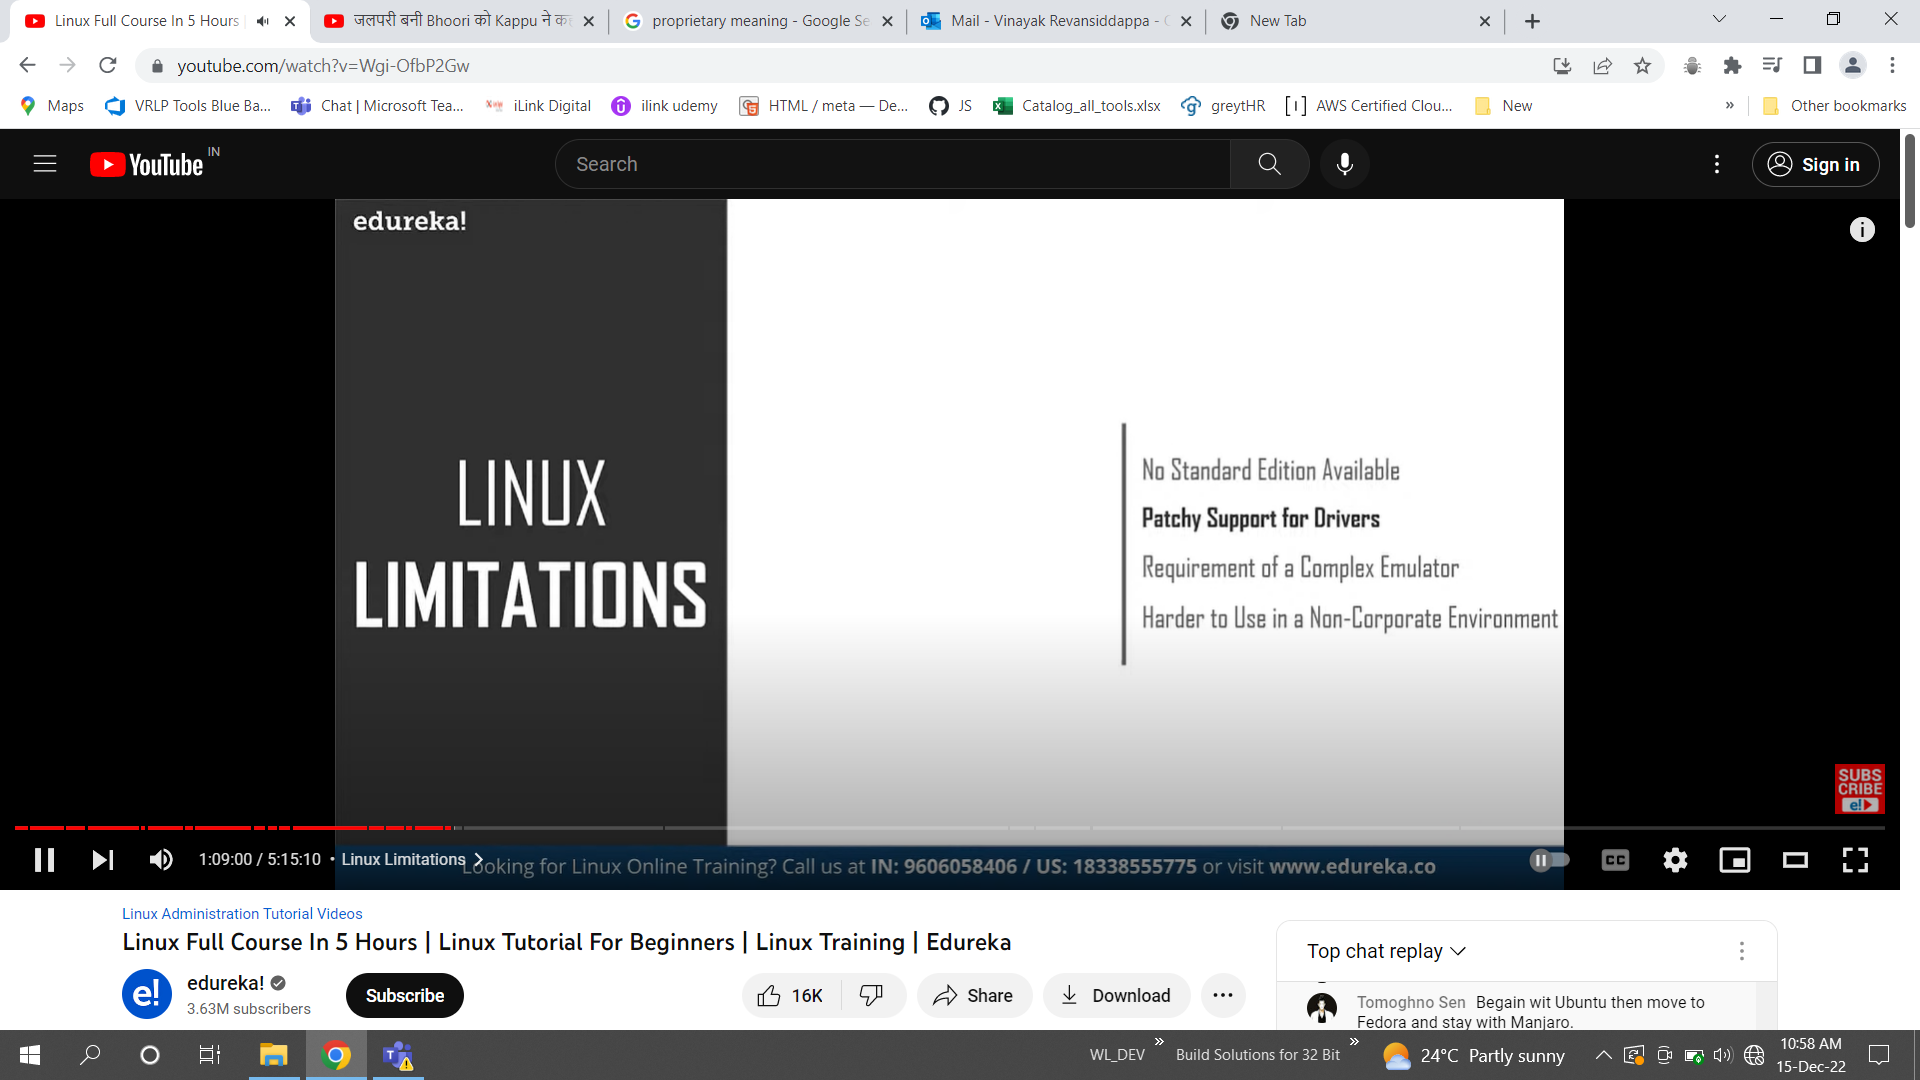 Linux Full Course In 5 Hours |
जलपरी बनी Bhoori को Kappu ने
proprietary meaning - Google Se
Mail - Vinayak Revansiddappa -
New Tab
youtube.com/watch?v=Wgi-OfbP2Gw
Maps
VRLP Tools Blue Ba...
Chat | Microsoft Tea...
iLink Digital
ilink udemy
HTML / meta — De...
JS
Catalog_all_tools.xlsx
greytHR
AWS Certified Clou...
New
»
Other bookmarks
YouTube IN
Search
Sign in
edureka!
LINUX
LIMITATIONS
No Standard Edition Available
Patchy Support for Drivers
Requirement of a Complex Emulator
Harder to Use in a Non-Corporate Environment
SUBS
CRIBE
e!
1:09:00 / 5:15:10 • Linux Limitations
CC
Looking for Linux Online Training? Call us at IN: 9606058406 / US: 18338555775 or visit www.edureka.co
Linux Administration Tutorial Videos
Linux Full Course In 5 Hours | Linux Tutorial For Beginners | Linux Training | Edureka
e!
edureka!
3.63M subscribers
Subscribe
16K
Share
Download
Top chat replay
Tomoghno Sen Begain wit Ubuntu then move to
Fedora and stay with Manjaro.
WL_DEV »
Build Solutions for 32 Bit »
24°C Partly sunny
10:58 AM
15-Dec-22